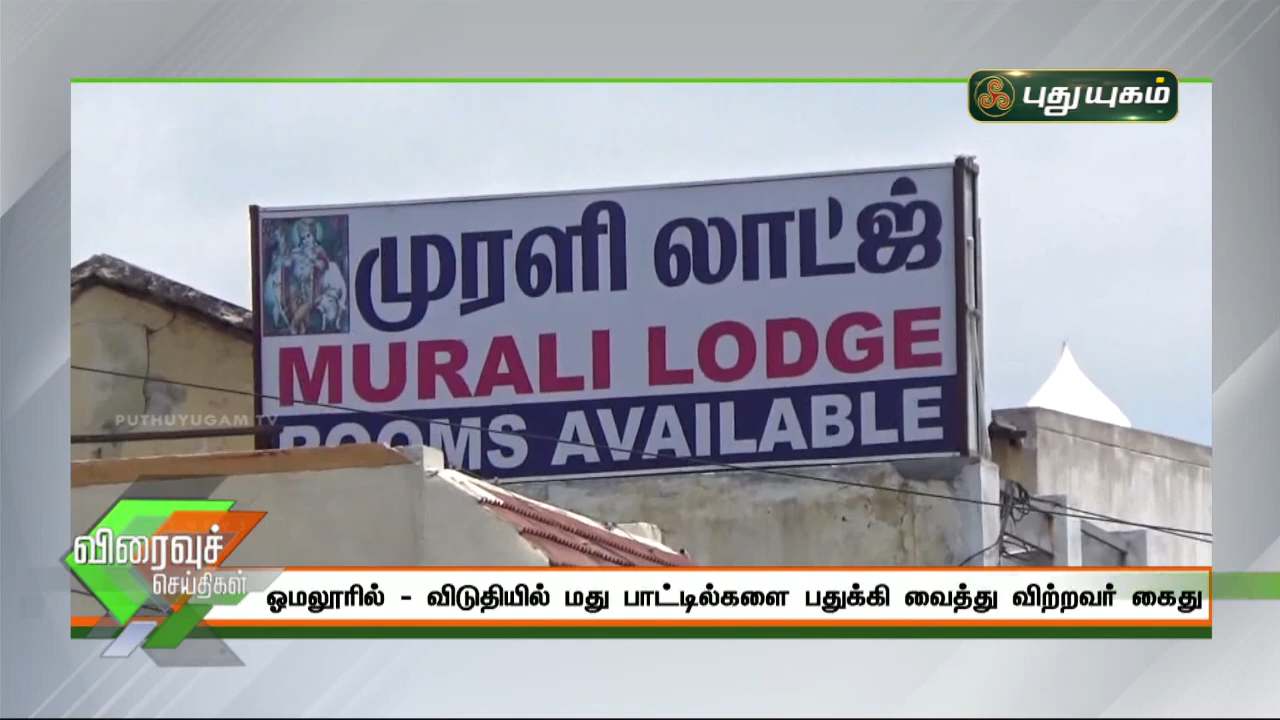 புதுயுகம்
முரளி லாட்ஜ்
MURALI LODGE
ROOMS AVAILABLE
PUTHUYUGAM TV
விரைவுச்
செய்திகள்
ஓமலூரில் - விடுதியில் மது பாட்டில்களை பதுக்கி வைத்து விற்றவர் கைது